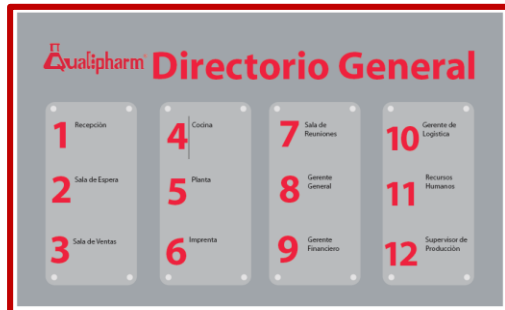 Qualipharm Directorio General
1 Recepción
2 Sala de Espera
3 Sala de Ventas
4 Cocina
5 Planta
6 Imprenta
7 Sala de
Reuniones
8 Gerente
General
9 Gerente
Financiero
10 Gerente de
Logística
11 Recursos
Humanos
12 Supervisor de
Producción